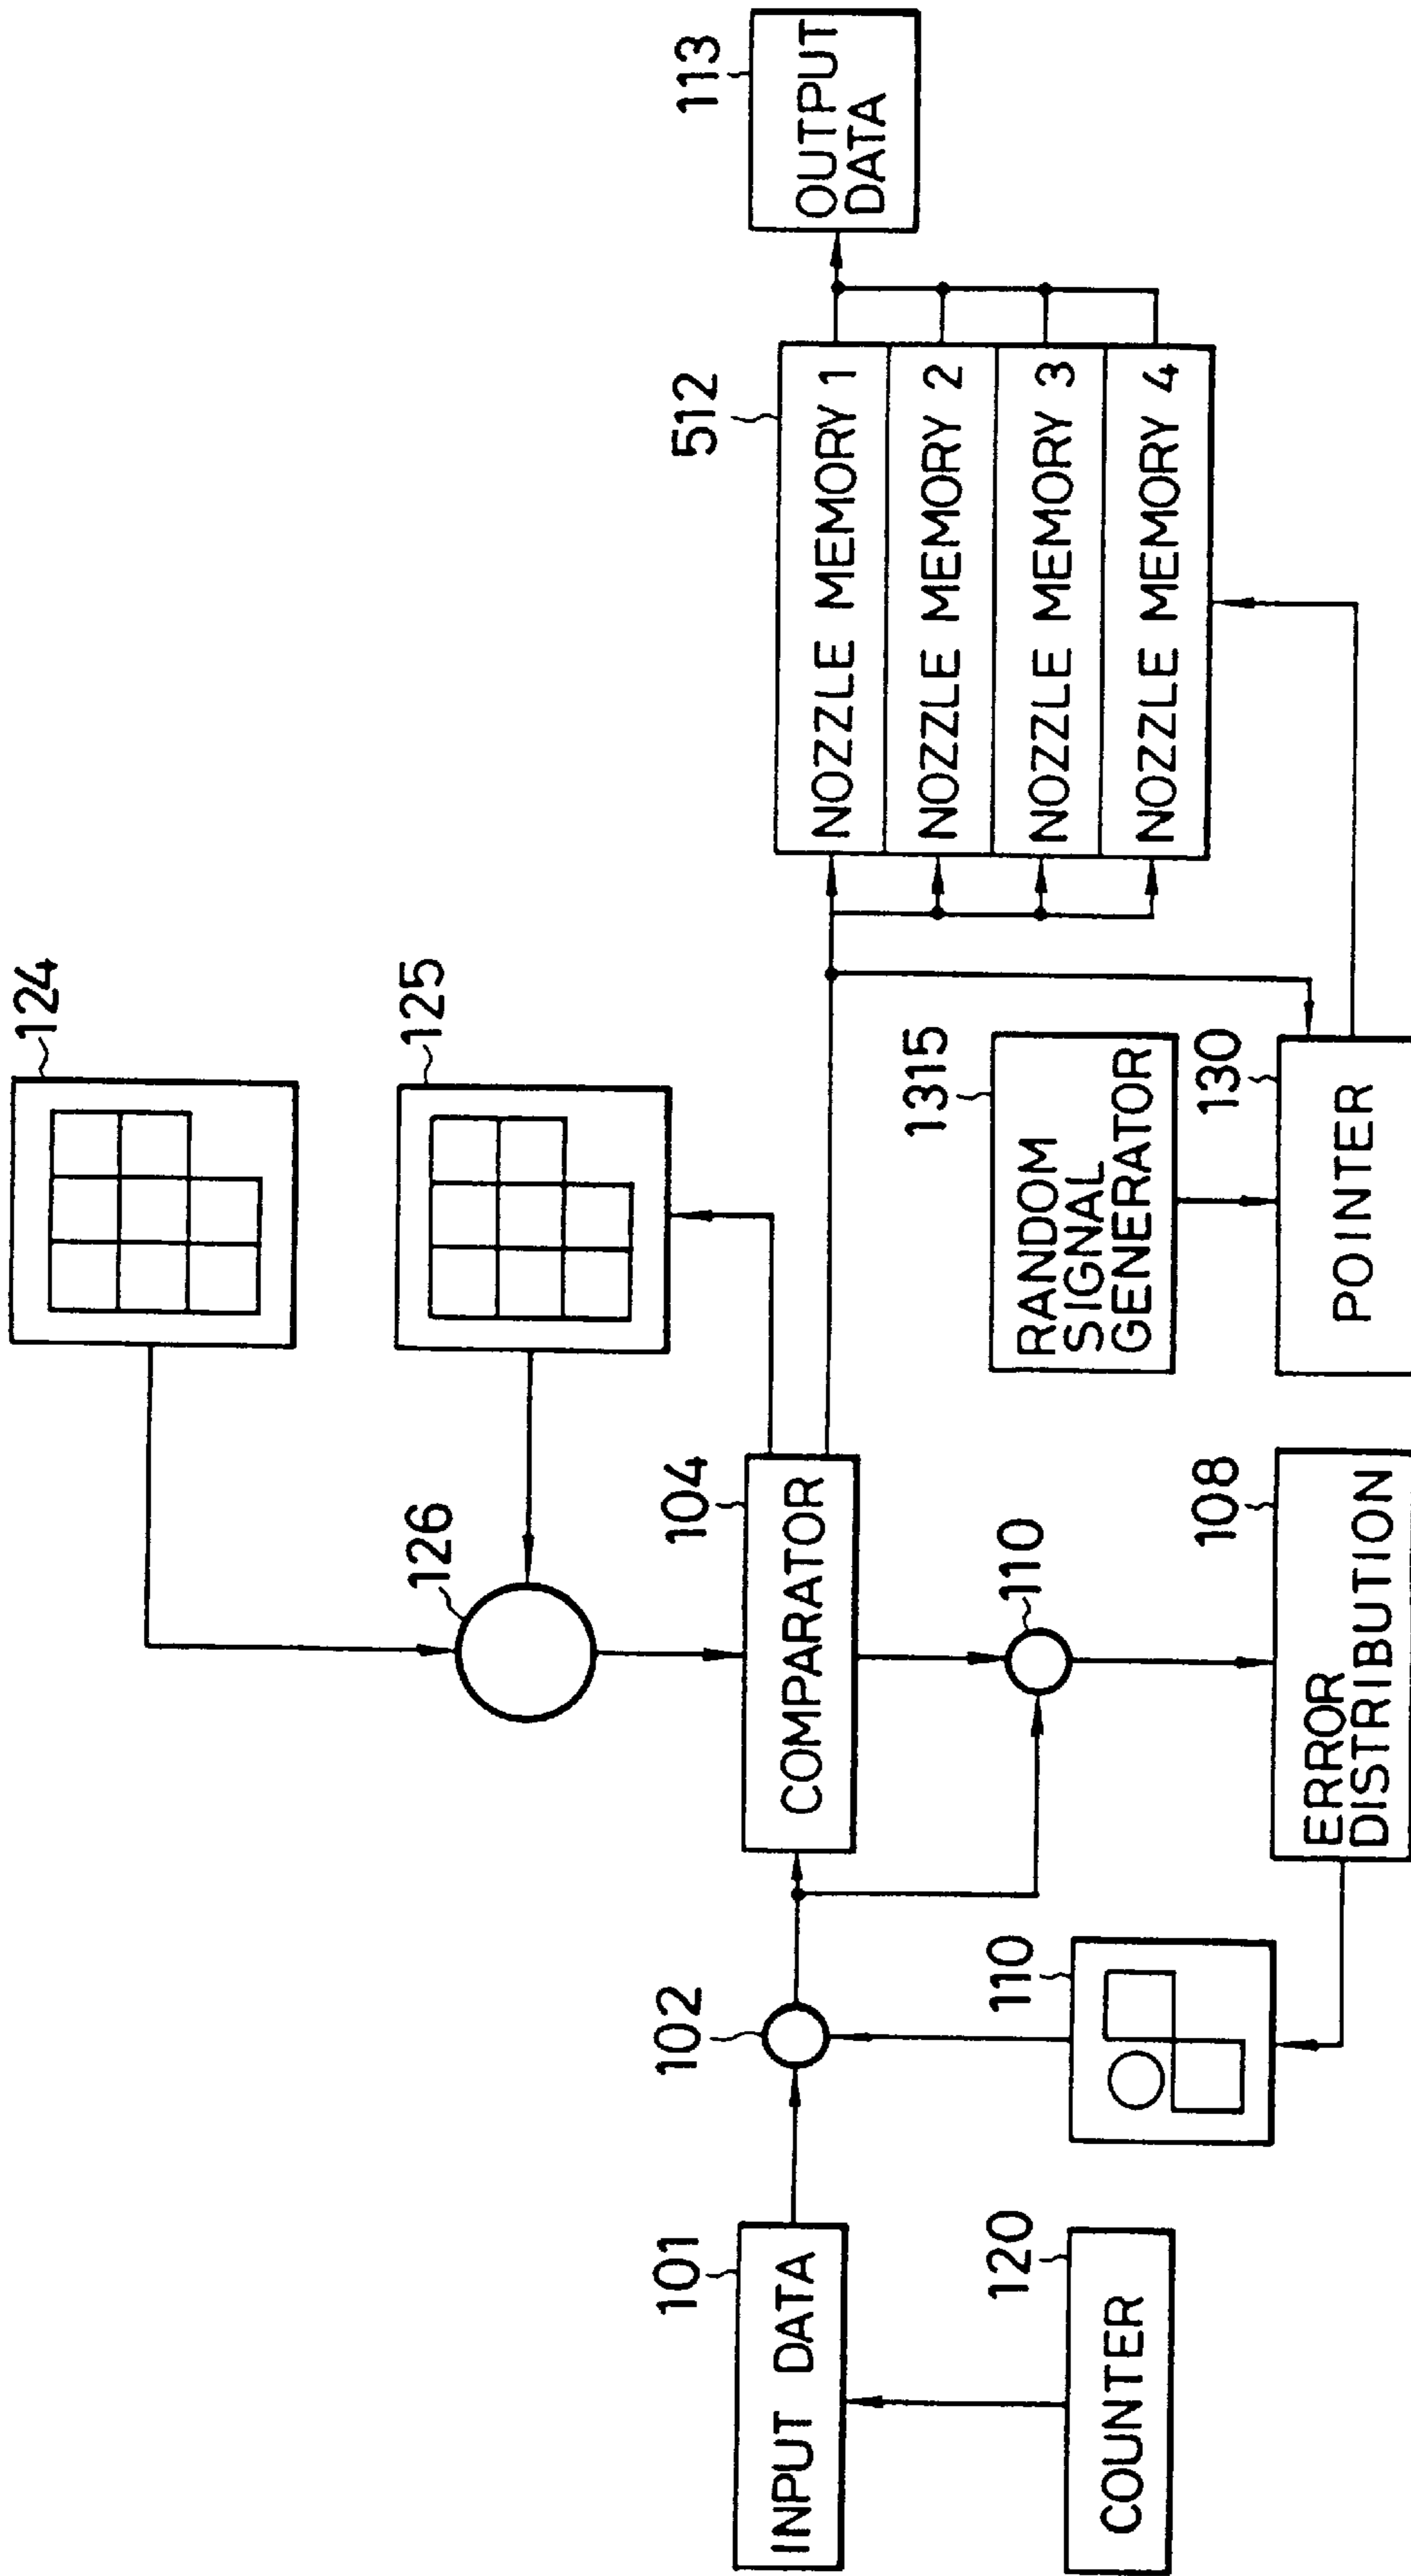 124
125
126
113
OUTPUT
DATA
512
NOZZLE MEMORY 1
NOZZLE MEMORY 2
NOZZLE MEMORY 3
NOZZLE MEMORY 4
104
COMPARATOR
102
101
INPUT DATA
120
COUNTER
110
110
108
ERROR
DISTRIBUTION
1315
RANDOM
SIGNAL
GENERATOR
130
POINTER